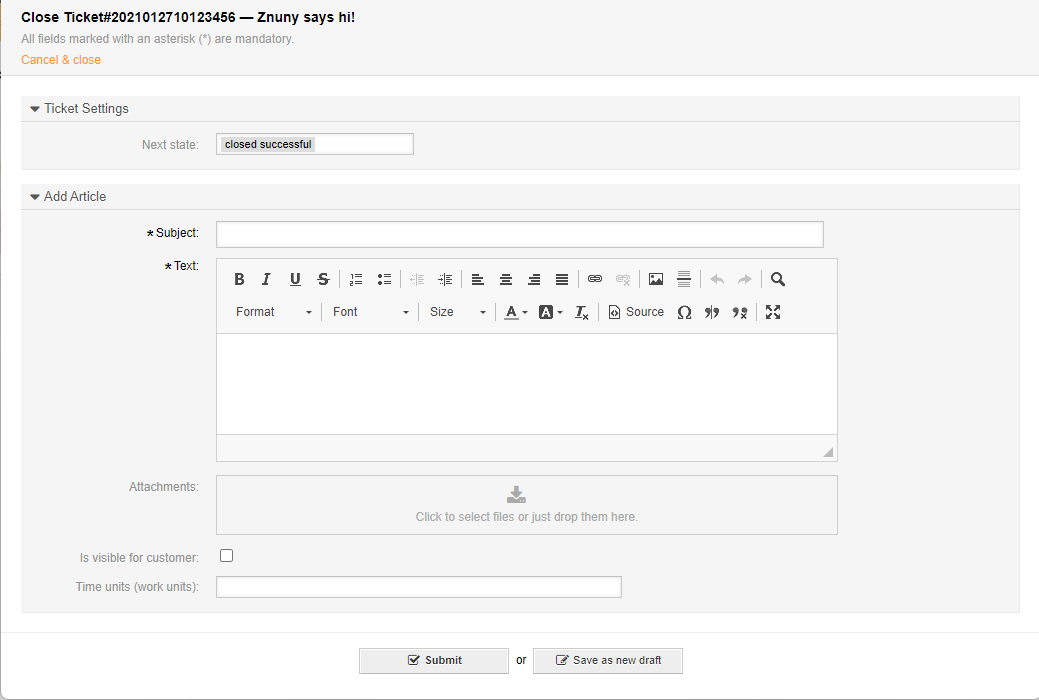 Close Ticket#2021012710123456 — Znuny says hi!
All fields marked with an asterisk (*) are mandatory.
Cancel & close
Ticket Settings
Next state: closed successful
Add Article
* Subject:
* Text:
B I U S
Format Font Size A A Tx Source Ω
Attachments:
Click to select files or just drop them here.
Is visible for customer:
Time units (work units):
Submit or Save as new draft